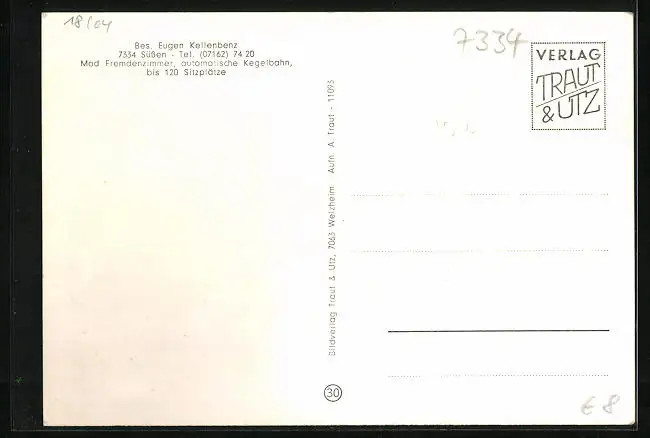 18/04
Bes. Eugen Kellenbenz
7334 Süßen - Tel. (07162) 74 20
Mod Fremdenzimmer, automatische Kegelbahn,
bis 120 Sitzplätze
Bildverlag Traut & Utz, 7063 Welzheim Aufn. A Traut - 11093
30
7334
VERLAG
TRAUT
& UTZ
€ 8